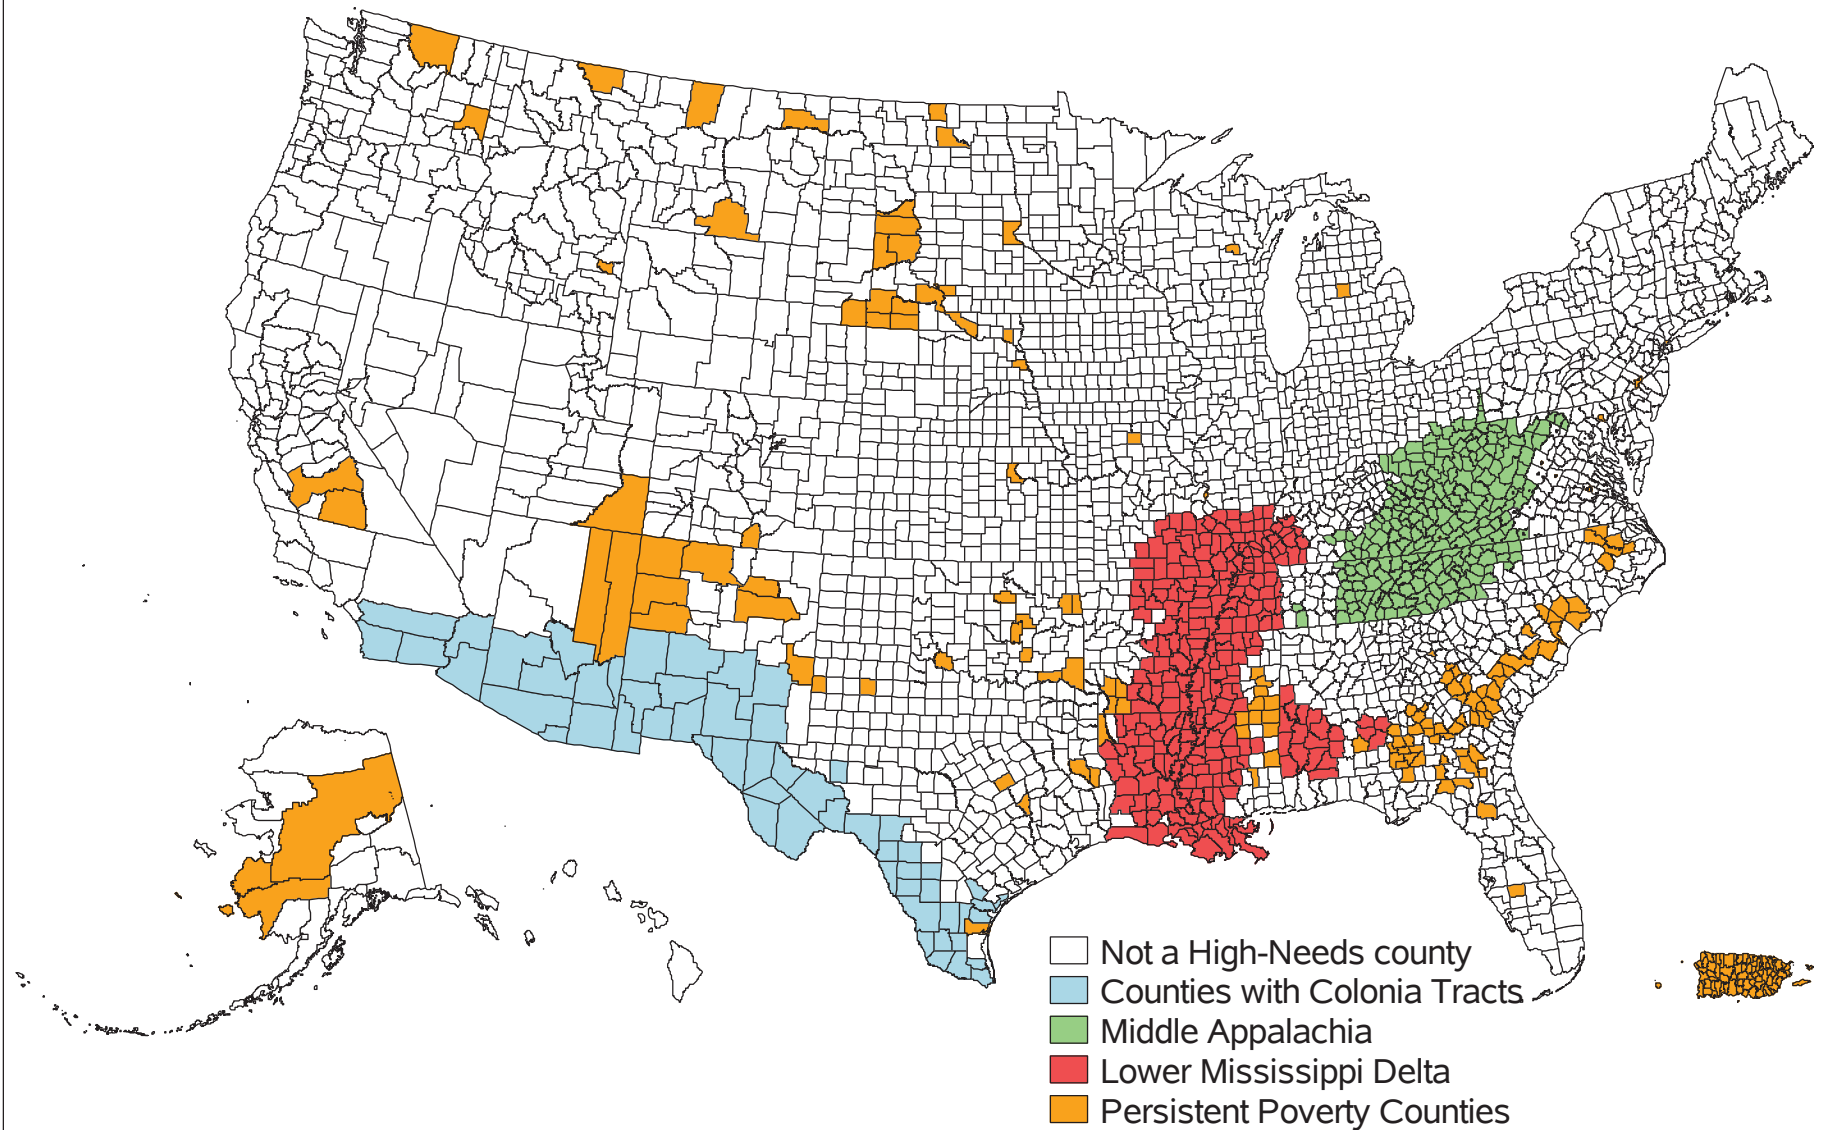 Not a High-Needs county
Counties with Colonia Tracts
Middle Appalachia
Lower Mississippi Delta
Persistent Poverty Counties